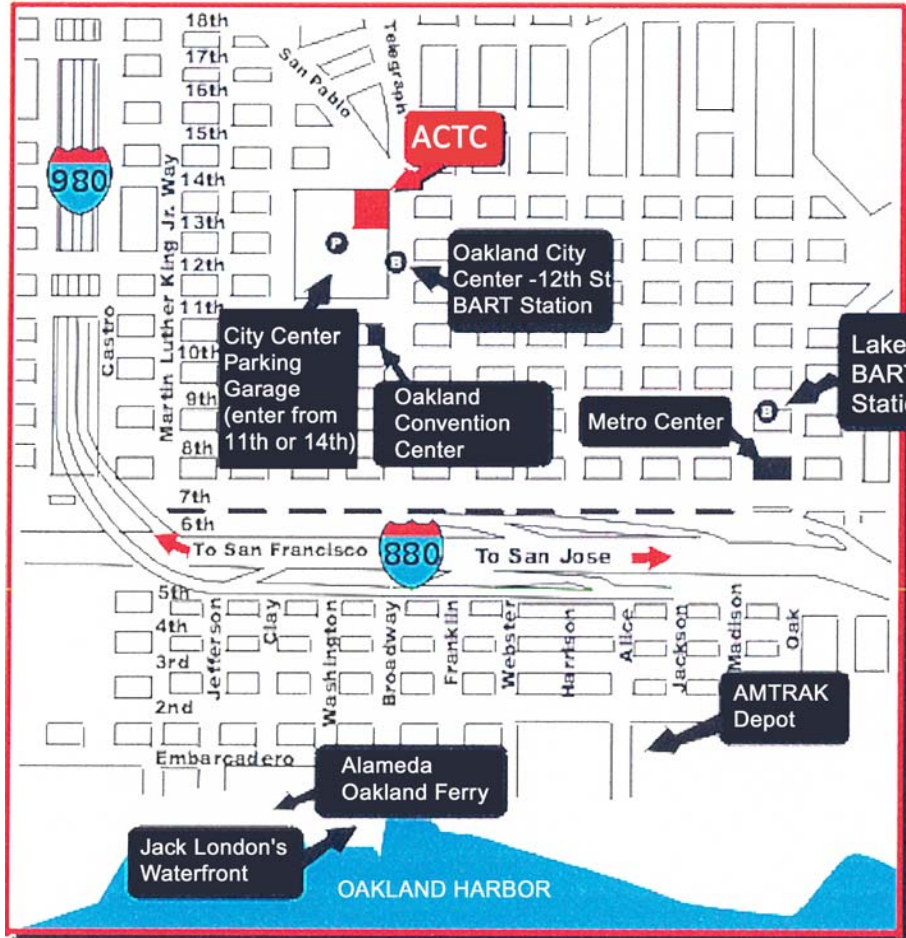 18th
17th
16th
15th
14th
13th
12th
11th
10th
9th
8th
7th
6th
5th
4th
3rd
2nd
Embarcadero
San Pablo
Telegraph
ACTC
980
Martin Luther King Jr. Way
Castro
P
B
Oakland City
Center -12th St
BART Station
City Center
Parking
Garage
(enter from
11th or 14th)
Oakland
Convention
Center
Lake
BART
Statio
B
Metro Center
To San Francisco
880
To San Jose
Jefferson
Clay
Washington
Broadway
Franklin
Webster
Harrison
Alice
Jackson
Madison
Oak
AMTRAK
Depot
Alameda
Oakland Ferry
Jack London's
Waterfront
OAKLAND HARBOR